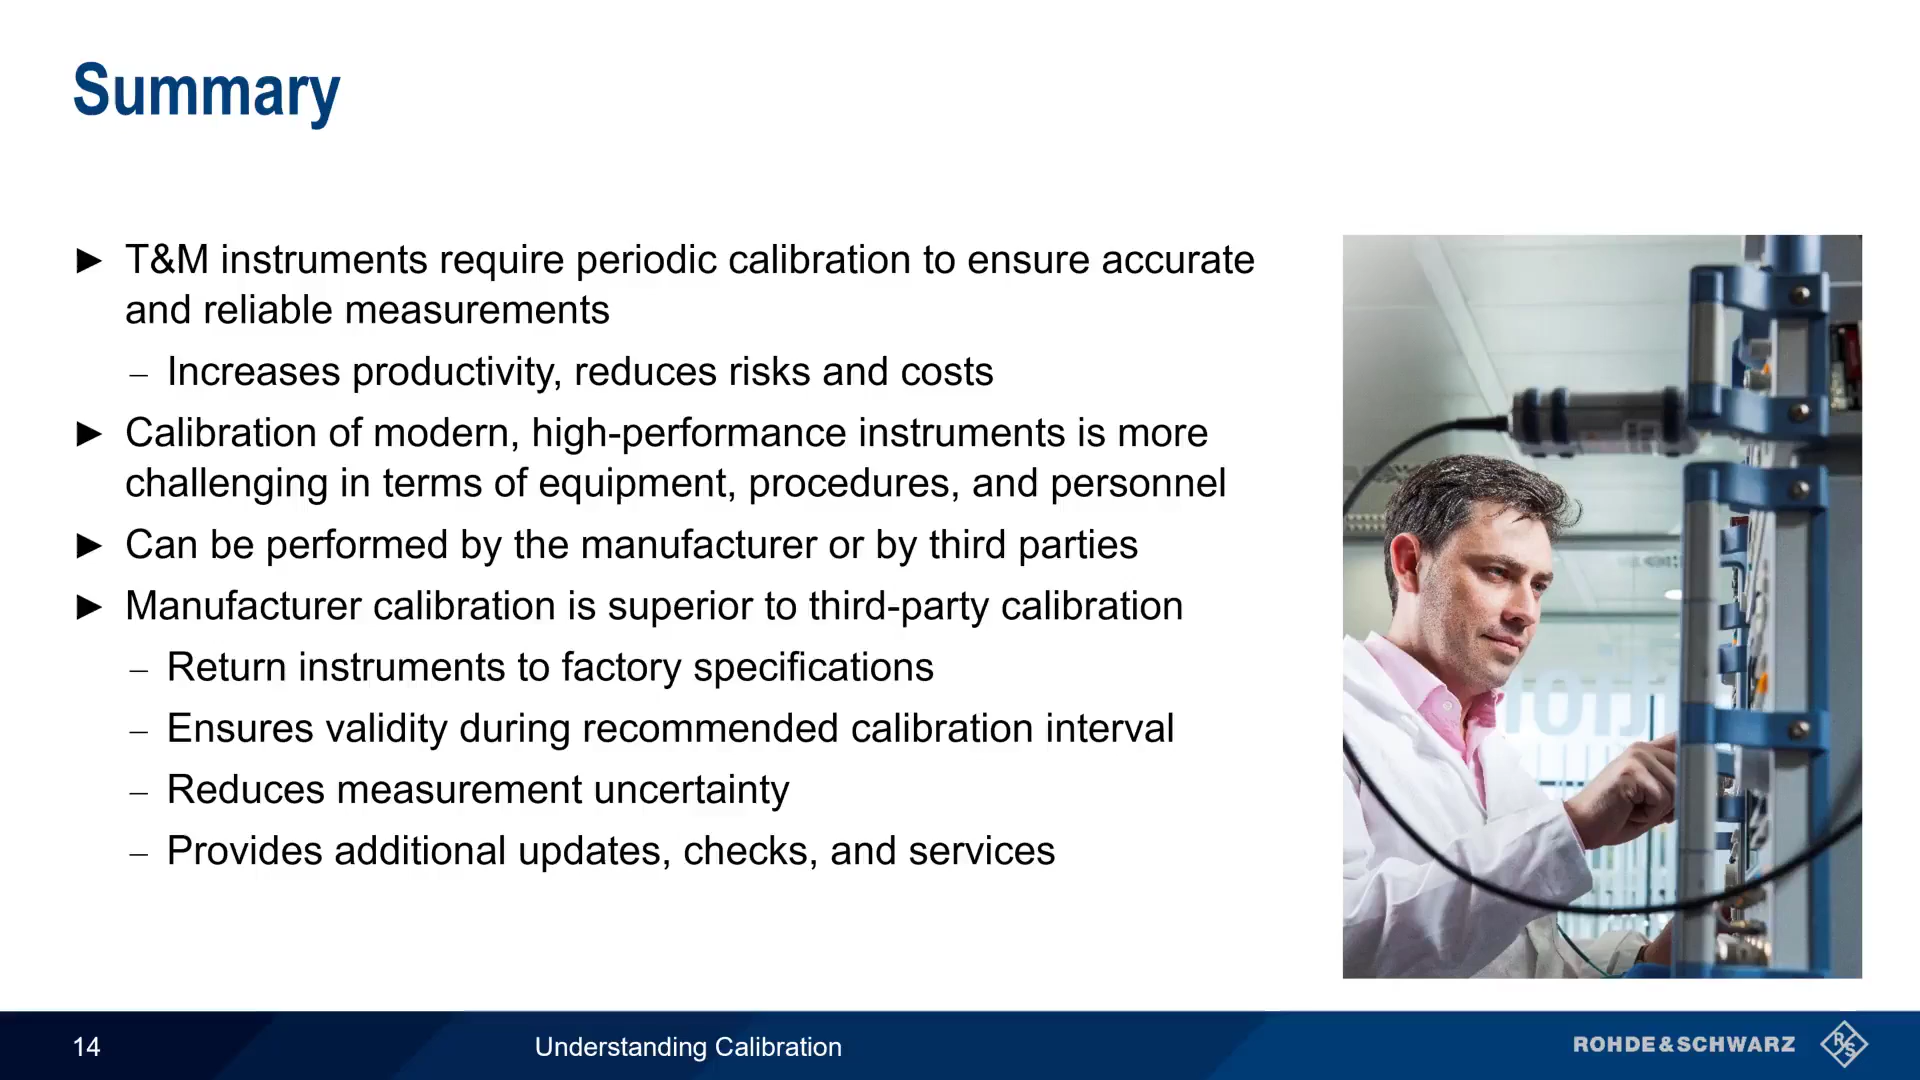 Summary
► T&M instruments require periodic calibration to ensure accurate
and reliable measurements
– Increases productivity, reduces risks and costs
► Calibration of modern, high-performance instruments is more
challenging in terms of equipment, procedures, and personnel
► Can be performed by the manufacturer or by third parties
► Manufacturer calibration is superior to third-party calibration
– Return instruments to factory specifications
– Ensures validity during recommended calibration interval
– Reduces measurement uncertainty
– Provides additional updates, checks, and services
14
Understanding Calibration
ROHDE&SCHWARZ
R
S